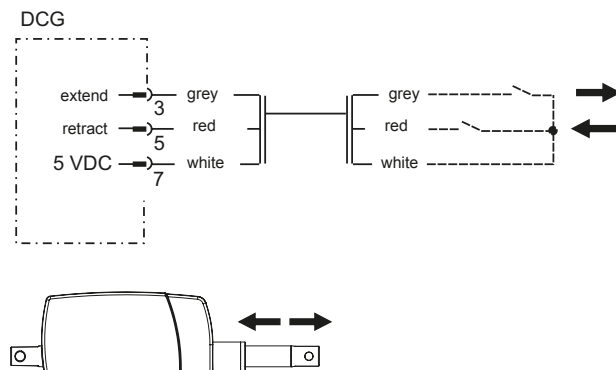 DCG
extend 3 grey grey
retract 5 red red
5 VDC 7 white white